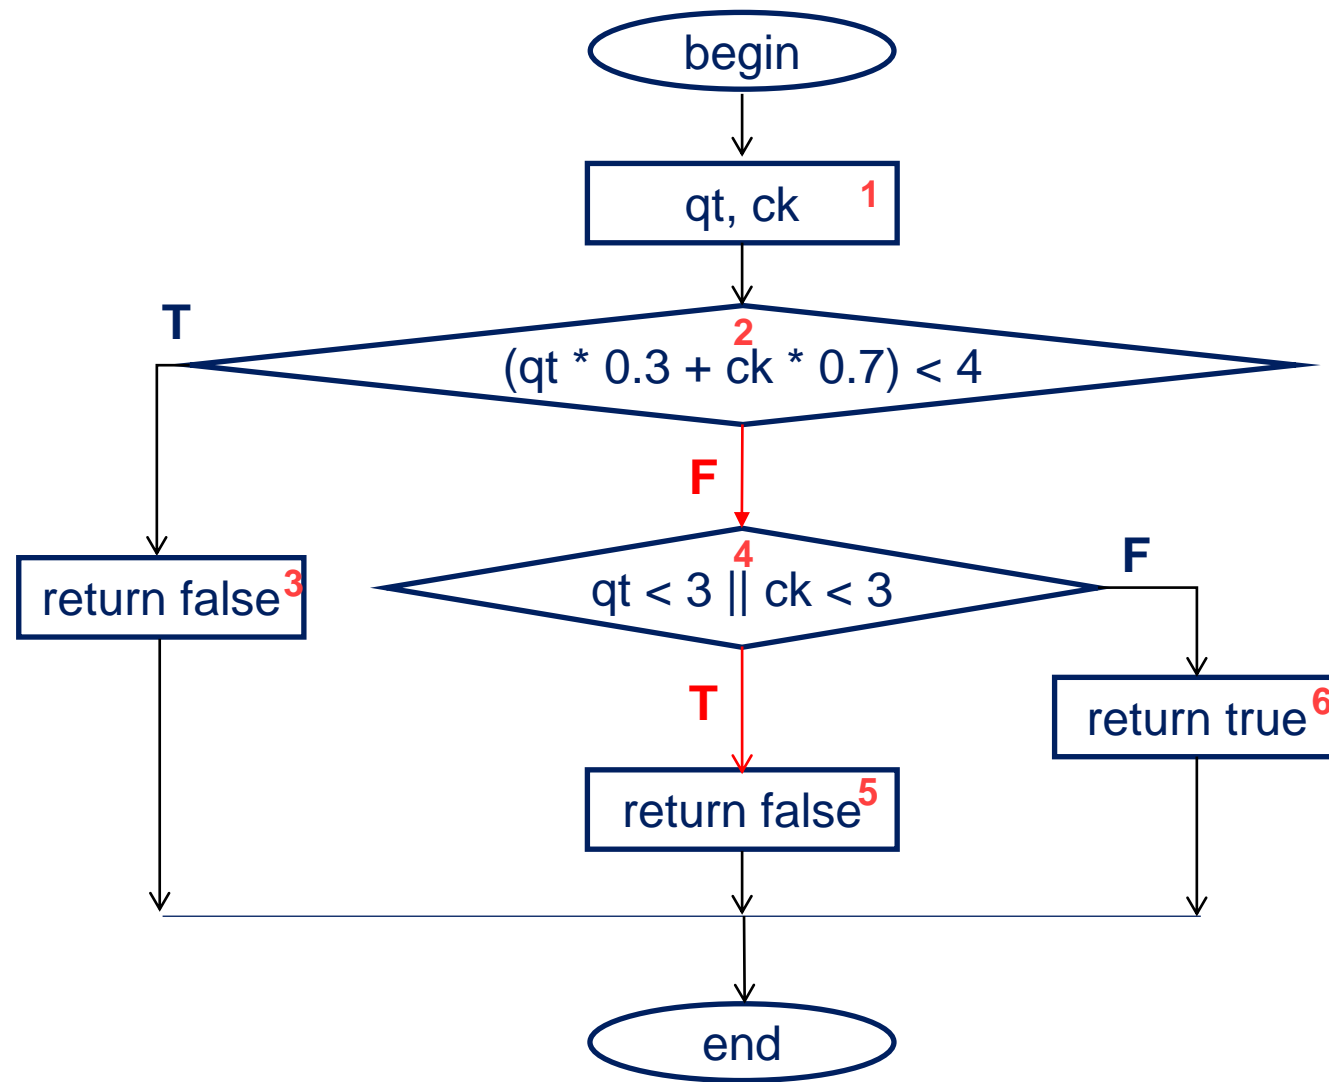 begin
qt, ck 1
T
2
(qt * 0.3 + ck * 0.7) < 4
F
4
F
qt < 3 || ck < 3
return false 3
T
return true 6
return false 5
end